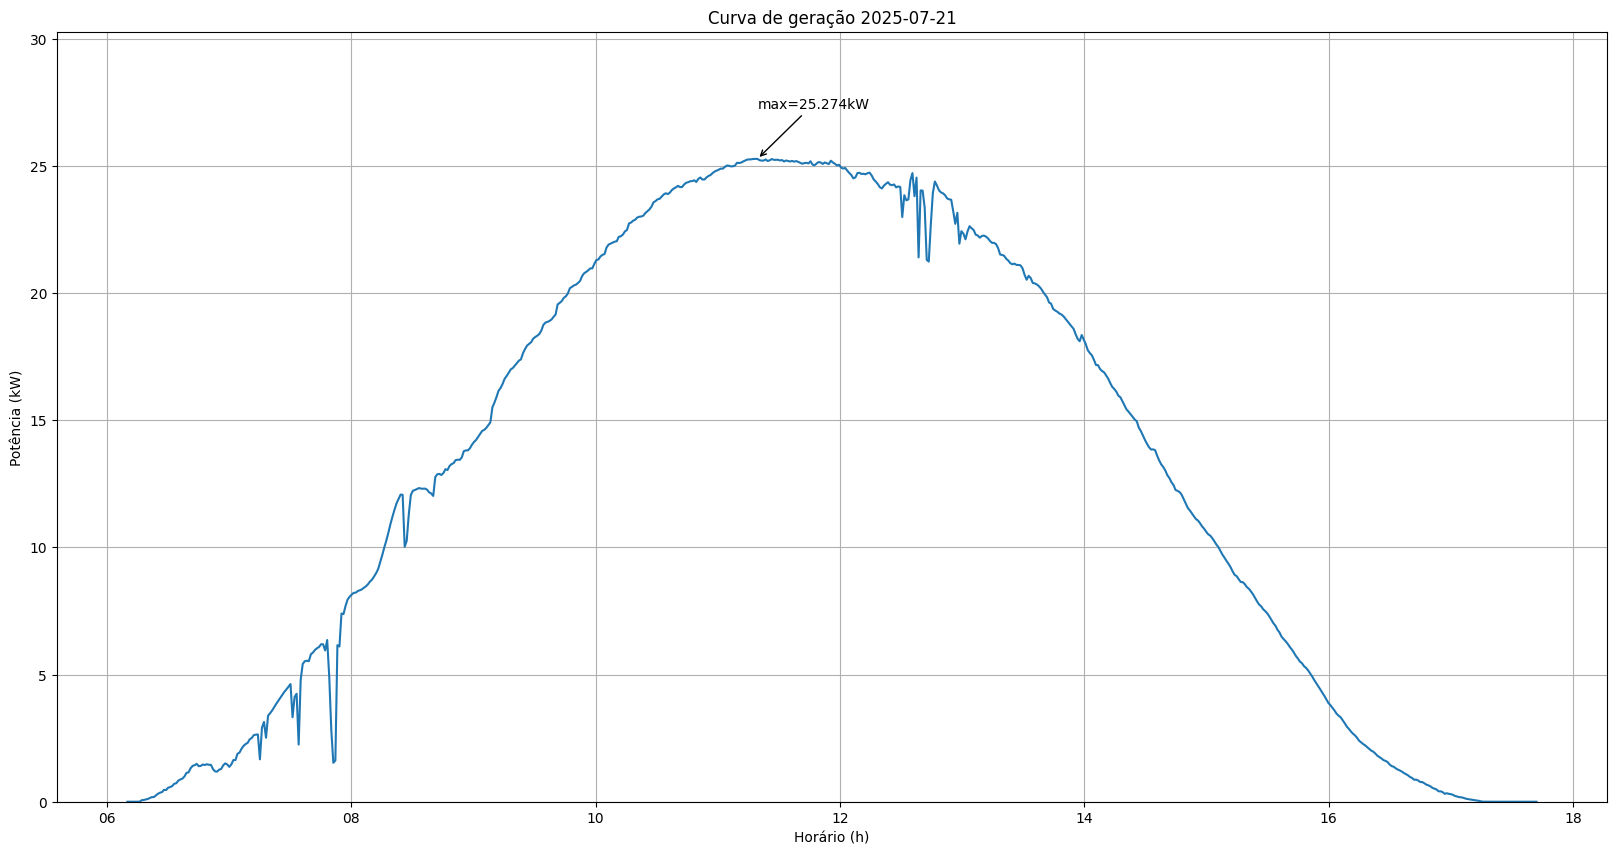 Curva de geração 2025-07-21
30
max=25.274kW
25
20
15
10
5
0
Potência (kW)
06 08 10 12 14 16 18
Horário (h)